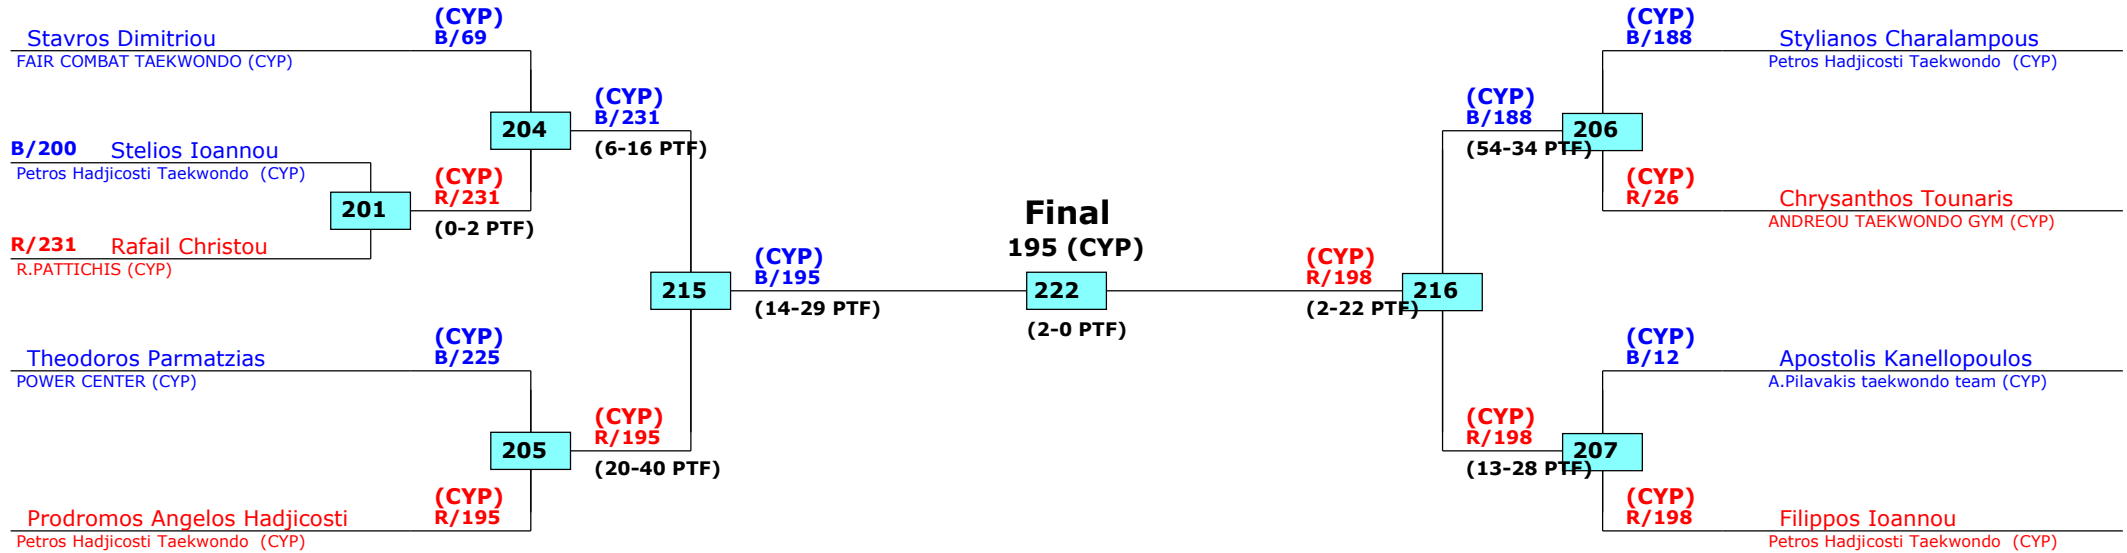 (CYP)
B/69
Stavros Dimitriou
FAIR COMBAT TAEKWONDO (CYP)
204
(CYP)
B/231
(6-16 PTF)
B/200 Stelios Ioannou
Petros Hadjicosti Taekwondo (CYP)
201
(CYP)
R/231
(0-2 PTF)
R/231 Rafail Christou
R.PATTICHIS (CYP)
215
(CYP)
B/195
(14-29 PTF)
(CYP)
B/225
Theodoros Parmatzias
POWER CENTER (CYP)
205
(CYP)
R/195
(20-40 PTF)
(CYP)
R/195
Prodromos Angelos Hadjicosti
Petros Hadjicosti Taekwondo (CYP)
Final
195 (CYP)
222
(2-0 PTF)
(CYP)
B/188
Stylianos Charalampous
Petros Hadjicosti Taekwondo (CYP)
(CYP)
B/188
206
(54-34 PTF)
(CYP)
R/26
Chrysanthos Tounaris
ANDREOU TAEKWONDO GYM (CYP)
(CYP)
R/198
216
(2-22 PTF)
(CYP)
B/12
Apostolis Kanellopoulos
A.Pilavakis taekwondo team (CYP)
(CYP)
R/198
207
(13-28 PTF)
(CYP)
R/198
Filippos Ioannou
Petros Hadjicosti Taekwondo (CYP)